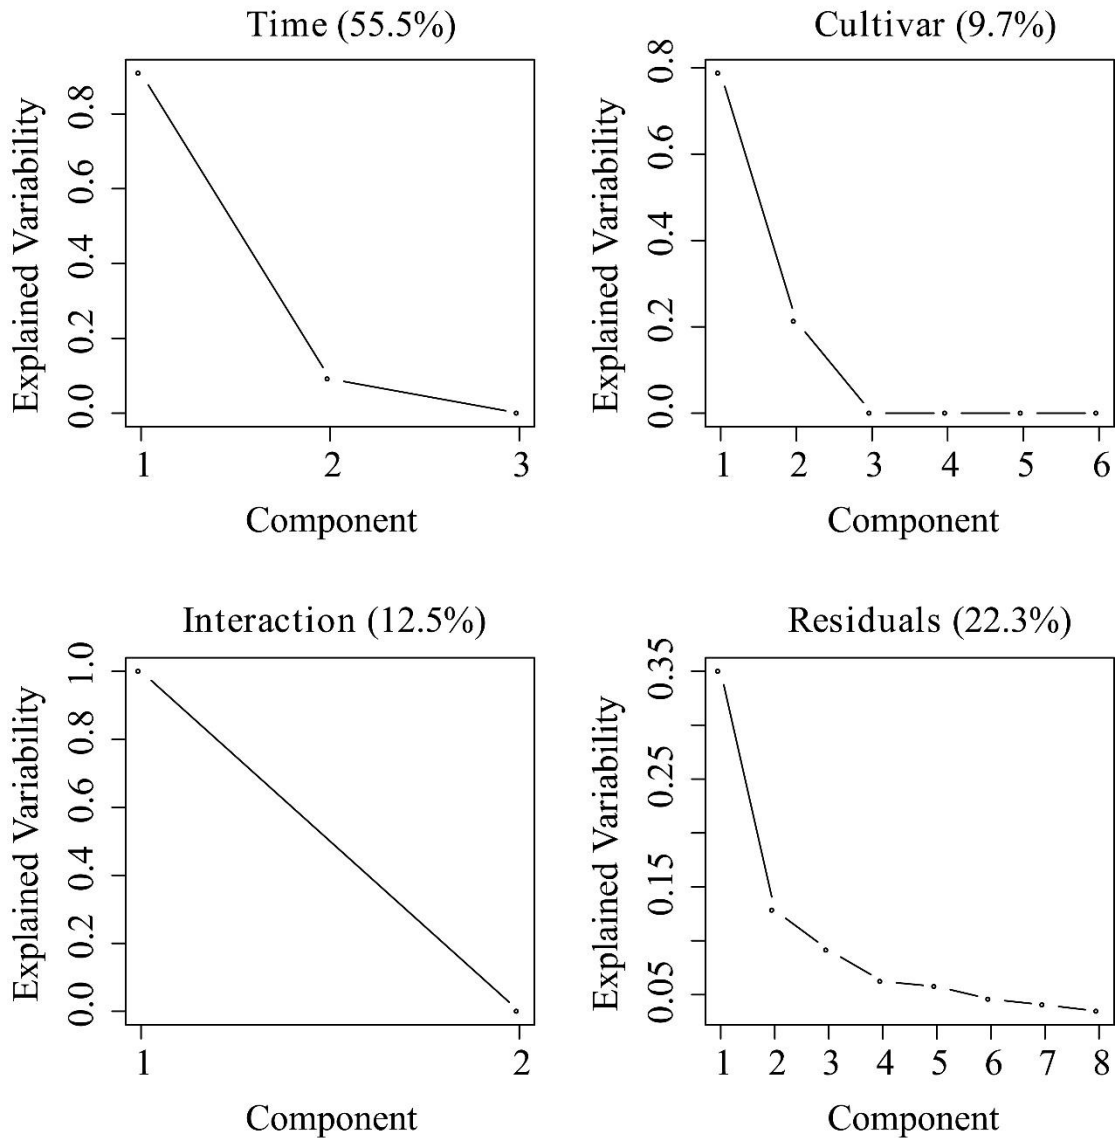 Time (55.5%)
Explained Variability
0.8
0.6
0.4
0.2
0.0
1 2 3
Component
Cultivar (9.7%)
Explained Variability
0.8
0.6
0.4
0.2
0.0
1 2 3 4 5 6
Component
Interaction (12.5%)
Explained Variability
1.0
0.8
0.6
0.4
0.2
0.0
1 2
Component
Residuals (22.3%)
Explained Variability
0.35
0.25
0.15
0.05
1 2 3 4 5 6 7 8
Component